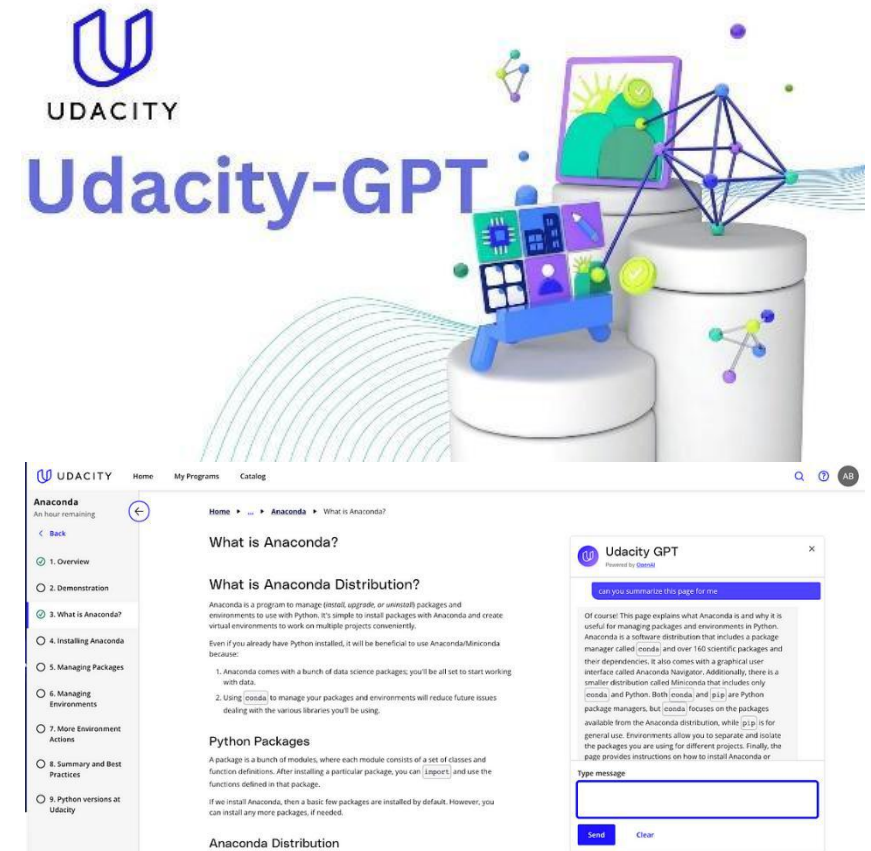 UDACITY
Udacity-GPT
UDACITY Home My Programs Catalog
AB
Anaconda
An hour remaining
Back
1. Overview
2. Demonstration
3. What is Anaconda?
4. Installing Anaconda
5. Managing Packages
6. Managing
Environments
7. More Environment
Actions
8. Summary and Best
Practices
9. Python versions at
Udacity
Home ... Anaconda What is Anaconda?
What is Anaconda?
What is Anaconda Distribution?
Anaconda is a program to manage (install, upgrade, or uninstall) packages and
environments to use with Python. It's simple to install packages with Anaconda and create
virtual environments to work on multiple projects conveniently.
Even if you already have Python installed, it will be beneficial to use Anaconda/Miniconda
because:
1. Anaconda comes with a bunch of data science packages; you'll be all set to start working
with data.
2. Using conda to manage your packages and environments will reduce future issues
dealing with the various libraries you'll be using.
Python Packages
A package is a bunch of modules, where each module consists of a set of classes and
function definitions. After installing a particular package, you can import and use the
functions defined in that package.
If we install Anaconda, then a basic few packages are installed by default. However, you
can install any more packages, if needed.
Anaconda Distribution
Udacity GPT
Powered by OpenAI
can you summarize this page for me
Of course! This page explains what Anaconda is and why it is
useful for managing packages and environments in Python.
Anaconda is a software distribution that includes a package
manager called conda and over 160 scientific packages and
their dependencies. It also comes with a graphical user
interface called Anaconda Navigator. Additionally, there is a
smaller distribution called Miniconda that includes only
conda and Python. Both conda and pip are Python
package managers, but conda focuses on the packages
available from the Anaconda distribution, while pip is for
general use. Environments allow you to separate and isolate
the packages you are using for different projects. Finally, the
page provides instructions on how to install Anaconda or
Type message
Send Clear